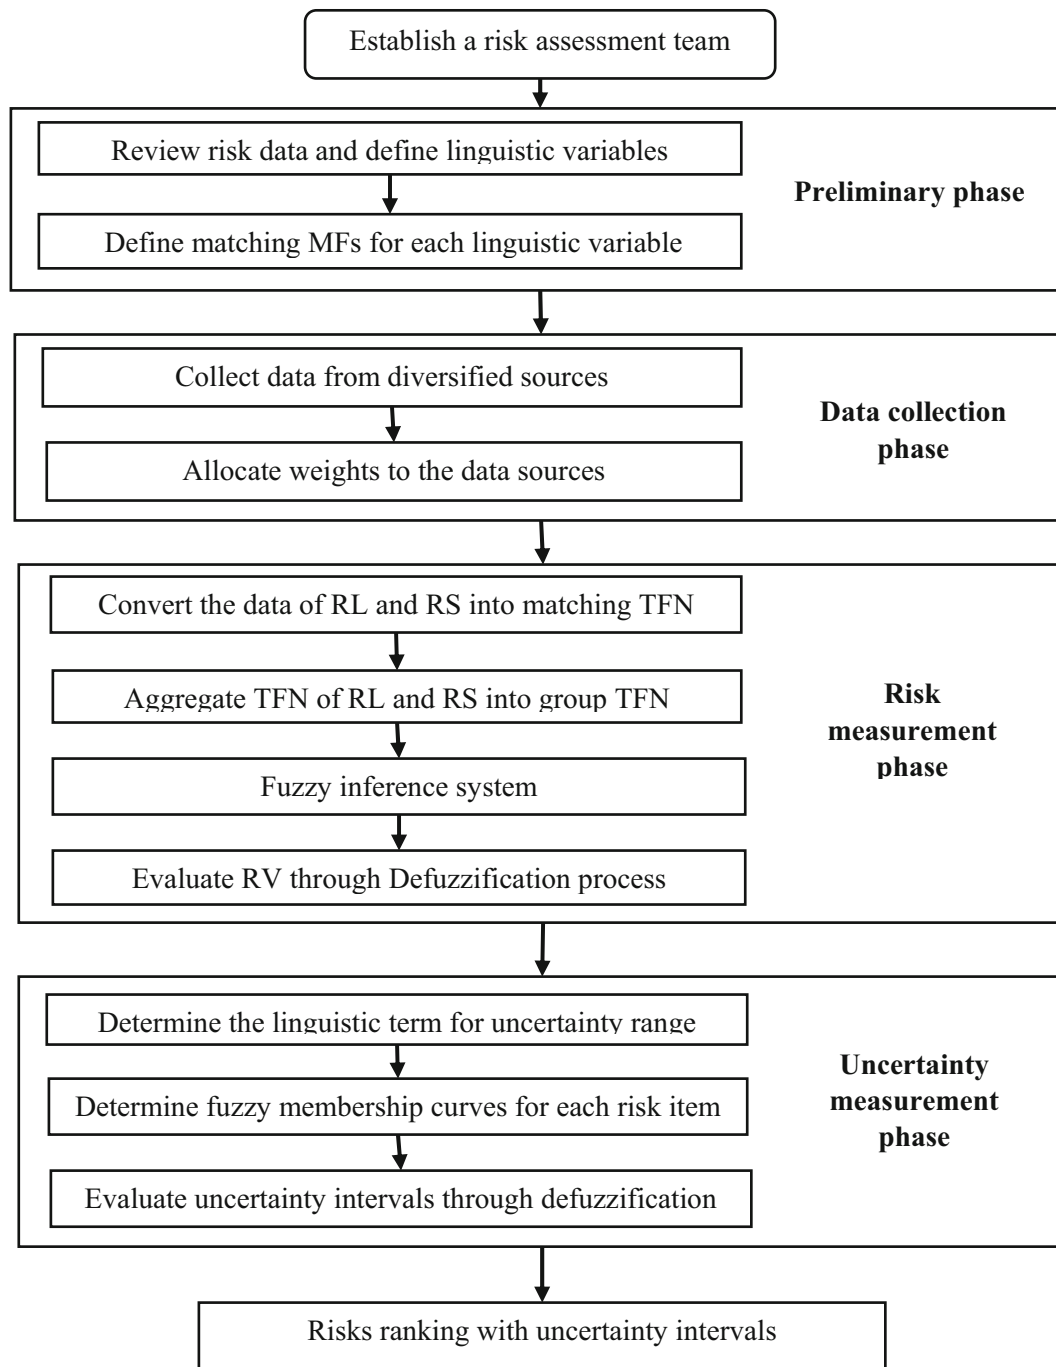 Establish a risk assessment team
Review risk data and define linguistic variables
Preliminary phase
Define matching MFs for each linguistic variable
Collect data from diversified sources
Data collection
phase
Allocate weights to the data sources
Convert the data of RL and RS into matching TFN
Aggregate TFN of RL and RS into group TFN
Risk
measurement
phase
Fuzzy inference system
Evaluate RV through Defuzzification process
Determine the linguistic term for uncertainty range
Uncertainty
measurement
phase
Determine fuzzy membership curves for each risk item
Evaluate uncertainty intervals through defuzzification
Risks ranking with uncertainty intervals